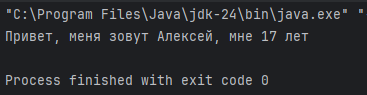 "C:\Program Files\Java\jdk-24\bin\java.exe" "
Привет, меня зовут Алексей, мне 17 лет
Process finished with exit code 0